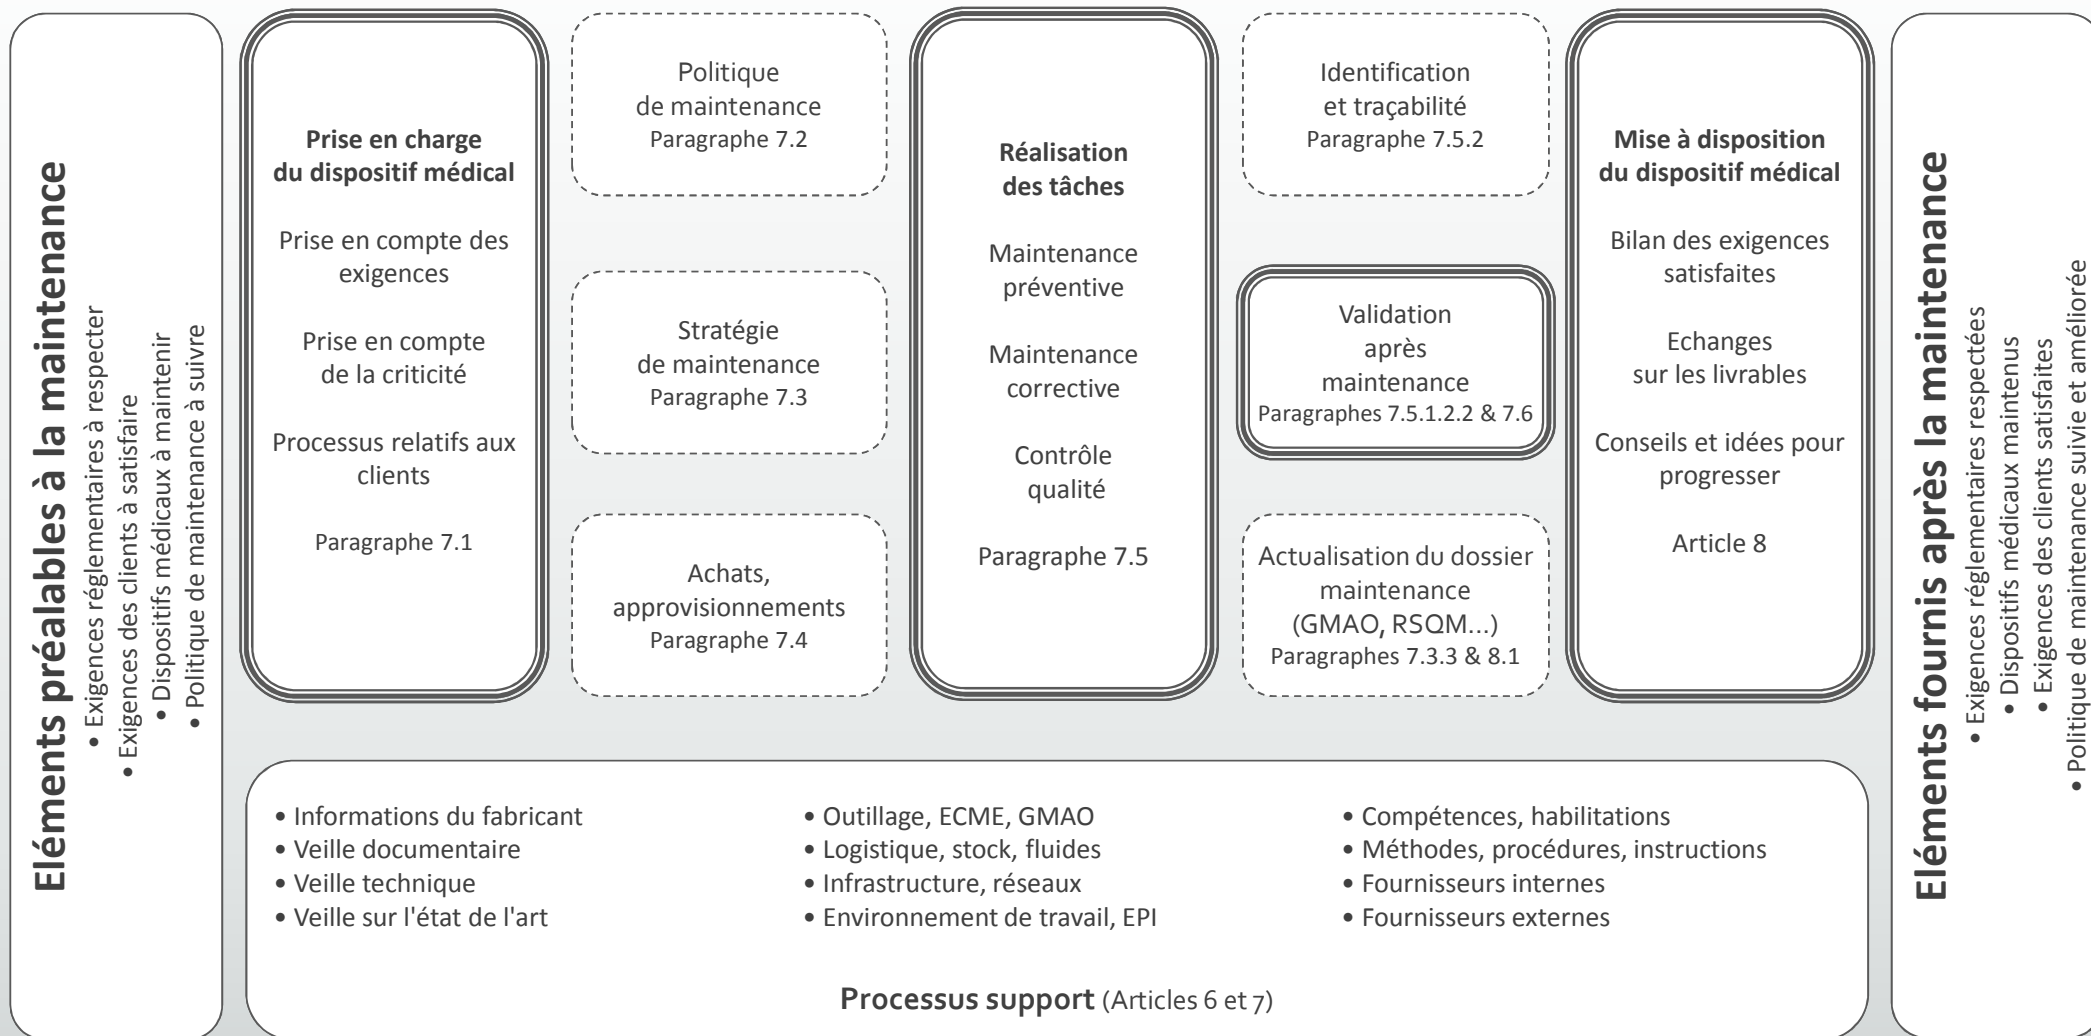 Eléments préalables à la maintenance
• Exigences réglementaires à respecter
• Exigences des clients à satisfaire
• Dispositifs médicaux à maintenir
• Politique de maintenance à suivre
Prise en charge
du dispositif médical
Prise en compte des
exigences
Prise en compte
de la criticité
Processus relatifs aux
clients
Paragraphe 7.1
Politique
de maintenance
Paragraphe 7.2
Stratégie
de maintenance
Paragraphe 7.3
Achats,
approvisionnements
Paragraphe 7.4
Réalisation
des tâches
Maintenance
préventive
Maintenance
corrective
Contrôle
qualité
Paragraphe 7.5
Identification
et traçabilité
Paragraphe 7.5.2
Validation
après
maintenance
Paragraphes 7.5.1.2.2 & 7.6
Actualisation du dossier
maintenance
(GMAO, RSQM...)
Paragraphes 7.3.3 & 8.1
Mise à disposition
du dispositif médical
Bilan des exigences
satisfaites
Echanges
sur les livrables
Conseils et idées pour
progresser
Article 8
Eléments fournis après la maintenance
• Exigences réglementaires respectées
• Dispositifs médicaux maintenus
• Exigences des clients satisfaites
• Politique de maintenance suivie et améliorée
• Informations du fabricant
• Veille documentaire
• Veille technique
• Veille sur l'état de l'art
• Outillage, ECME, GMAO
• Logistique, stock, fluides
• Infrastructure, réseaux
• Environnement de travail, EPI
• Compétences, habilitations
• Méthodes, procédures, instructions
• Fournisseurs internes
• Fournisseurs externes
Processus support (Articles 6 et 7)